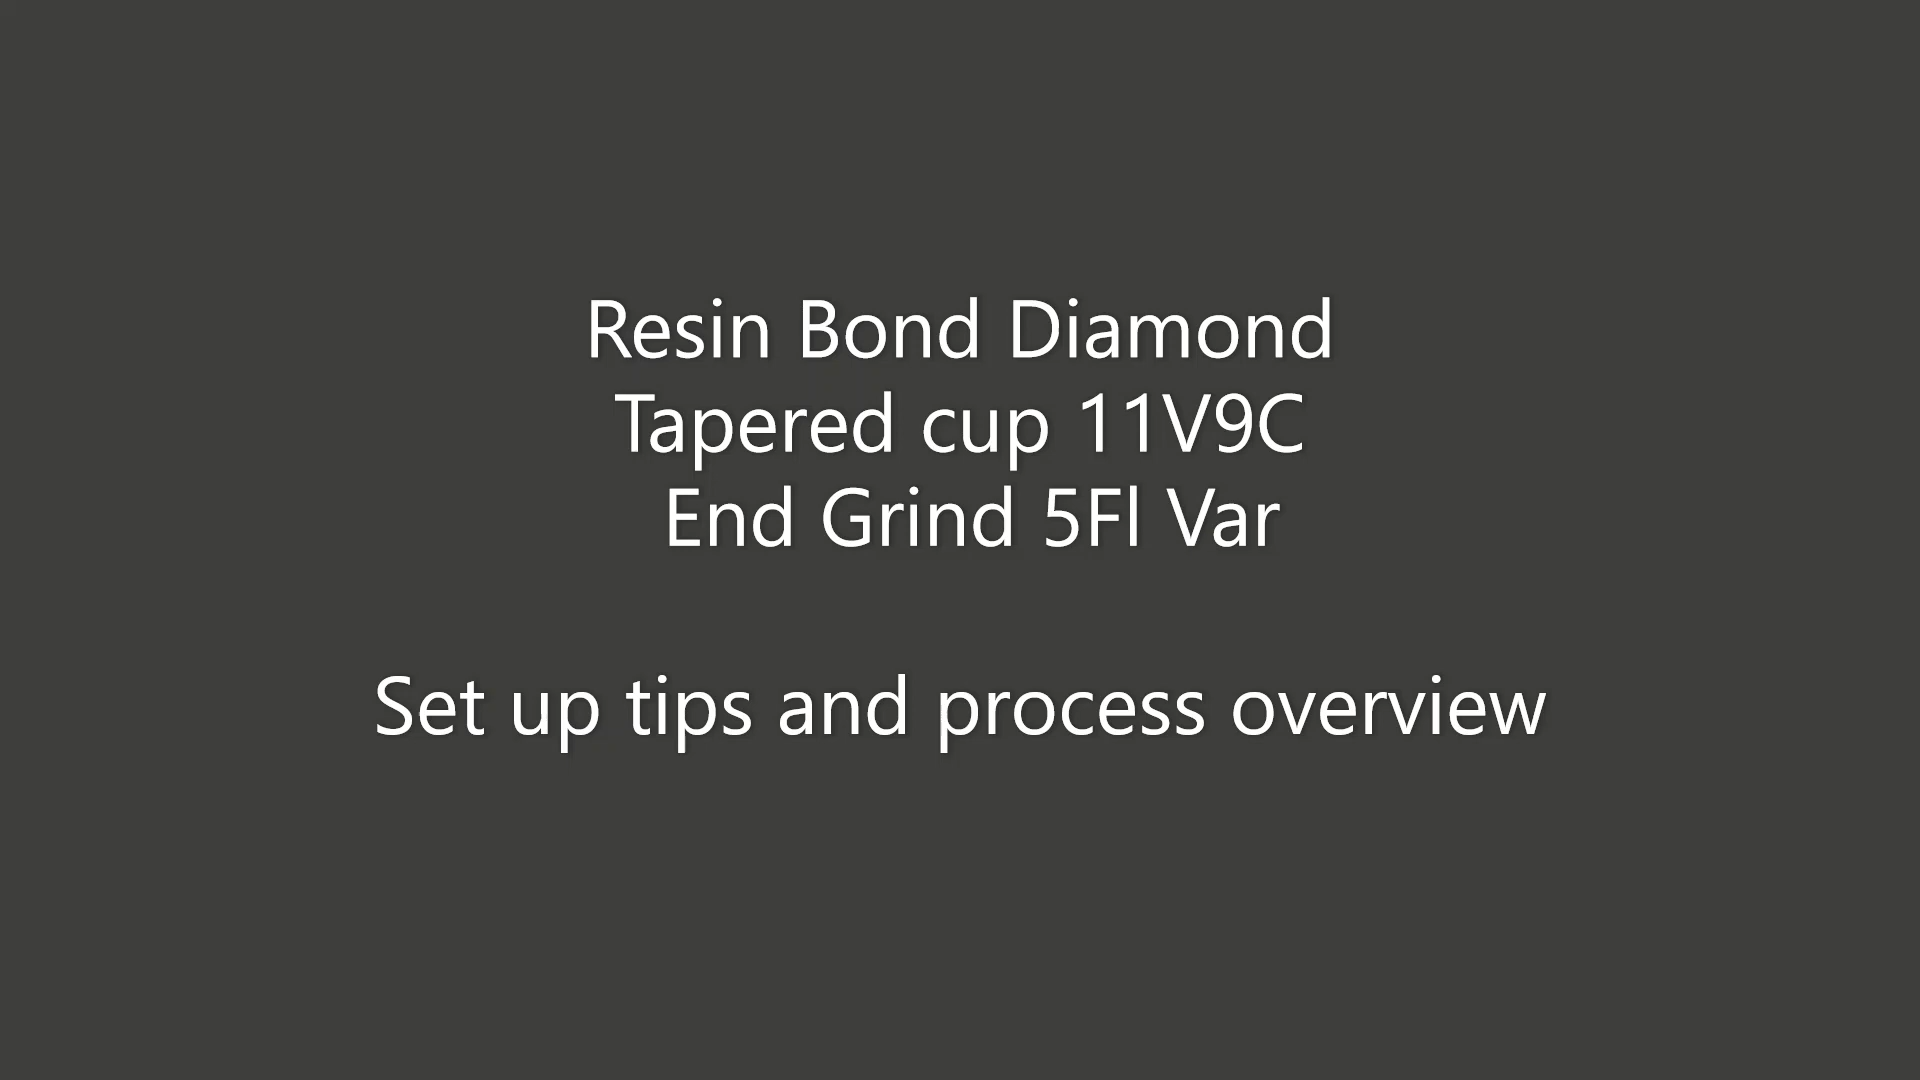 Resin Bond Diamond
Tapered cup 11V9C
End Grind 5Fl Var
Set up tips and process overview